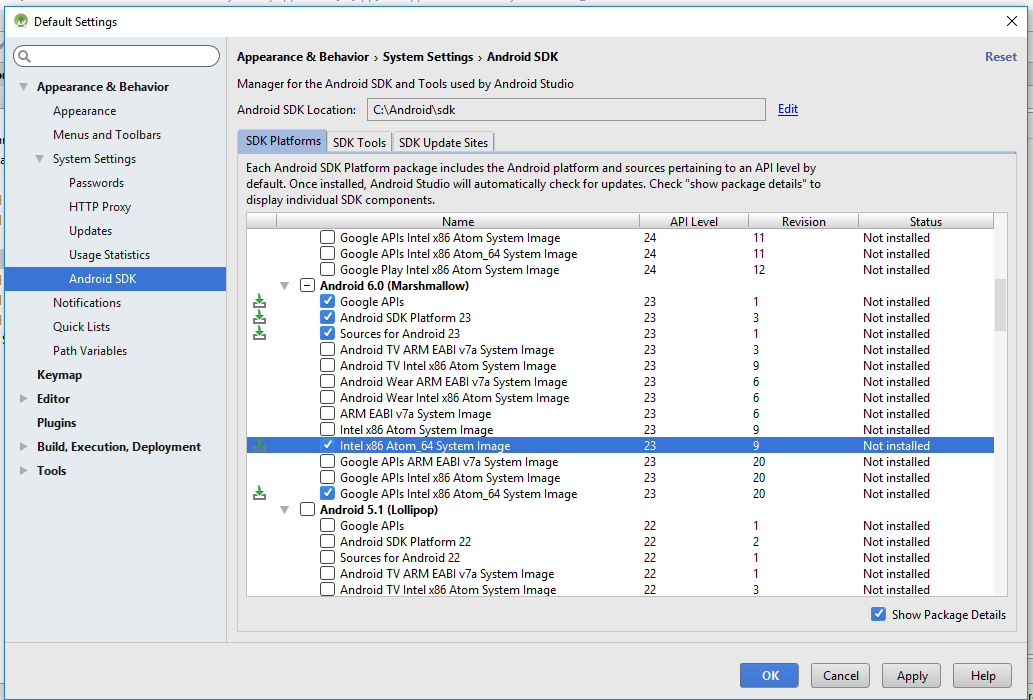 Default Settings
Appearance & Behavior
Appearance
Menus and Toolbars
System Settings
Passwords
HTTP Proxy
Updates
Usage Statistics
Android SDK
Notifications
Quick Lists
Path Variables
Keymap
Editor
Plugins
Build, Execution, Deployment
Tools
Appearance & Behavior › System Settings › Android SDK
Reset
Manager for the Android SDK and Tools used by Android Studio
Android SDK Location: C:\Android\sdk Edit
SDK Platforms SDK Tools SDK Update Sites
Each Android SDK Platform package includes the Android platform and sources pertaining to an API level by
default. Once installed, Android Studio will automatically check for updates. Check "show package details" to
display individual SDK components.
Name API Level Revision Status
Google APIs Intel x86 Atom System Image 24 11 Not installed
Google APIs Intel x86 Atom_64 System Image 24 11 Not installed
Google Play Intel x86 Atom System Image 24 12 Not installed
Android 6.0 (Marshmallow)
Google APIs 23 1 Not installed
Android SDK Platform 23 23 3 Not installed
Sources for Android 23 23 1 Not installed
Android TV ARM EABI v7a System Image 23 3 Not installed
Android TV Intel x86 Atom System Image 23 9 Not installed
Android Wear ARM EABI v7a System Image 23 6 Not installed
Android Wear Intel x86 Atom System Image 23 6 Not installed
ARM EABI v7a System Image 23 6 Not installed
Intel x86 Atom System Image 23 9 Not installed
Intel x86 Atom_64 System Image 23 9 Not installed
Google APIs ARM EABI v7a System Image 23 20 Not installed
Google APIs Intel x86 Atom System Image 23 20 Not installed
Google APIs Intel x86 Atom_64 System Image 23 20 Not installed
Android 5.1 (Lollipop)
Google APIs 22 1 Not installed
Android SDK Platform 22 22 2 Not installed
Sources for Android 22 22 1 Not installed
Android TV ARM EABI v7a System Image 22 1 Not installed
Android TV Intel x86 Atom System Image 22 3 Not installed
Show Package Details
OK Cancel Apply Help